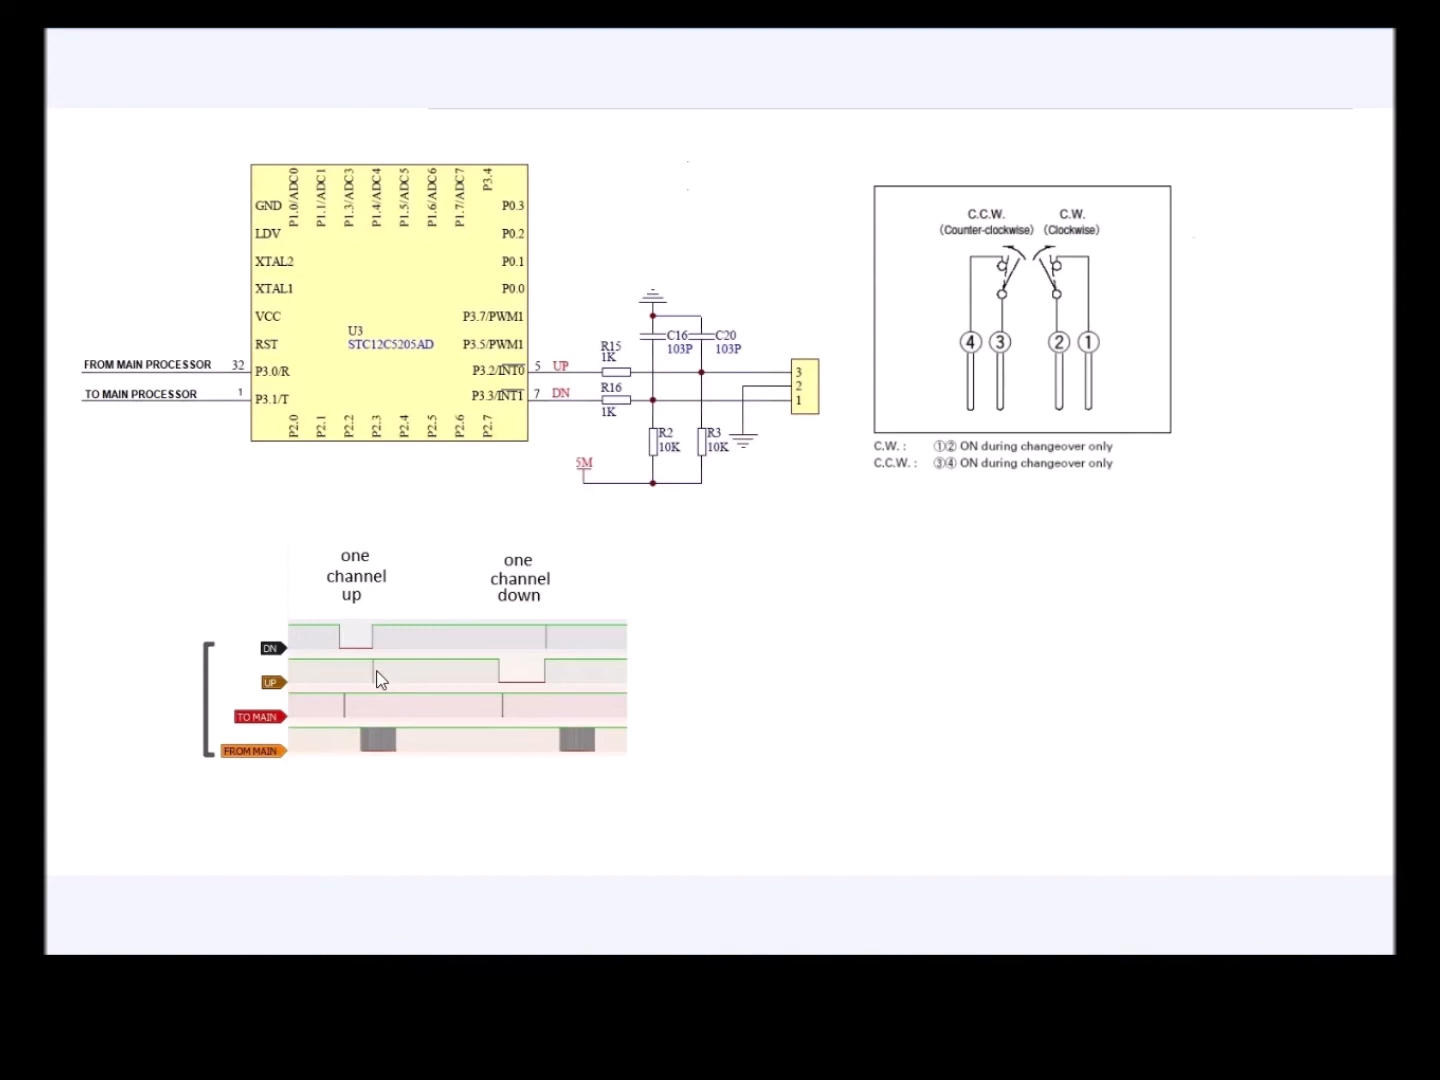 P1.0/ADC0
P1.1/ADC1
P1.3/ADC3
P1.4/ADC4
P1.5/ADC5
P1.6/ADC6
P1.7/ADC7
P3.4
GND
LDV
XTAL2
XTAL1
VCC
RST
P3.0/R
P3.1/T
U3
STC12C5205AD
P0.3
P0.2
P0.1
P0.0
P3.7/PWM1
P3.5/PWM1
P3.2/INT0
P3.3/INT1
P2.0
P2.1
P2.2
P2.3
P2.4
P2.5
P2.6
P2.7
FROM MAIN PROCESSOR 32
TO MAIN PROCESSOR 1
5 UP
7 DN
R15
1K
R16
1K
C16
103P
C20
103P
R2
10K
R3
10K
5M
3
2
1
C.C.W.
(Counter-clockwise)
C.W.
(Clockwise)
④ ③ ② ①
C.W. : ①② ON during changeover only
C.C.W. : ③④ ON during changeover only
one
channel
up
one
channel
down
DN
UP
TO MAIN
FROM MAIN